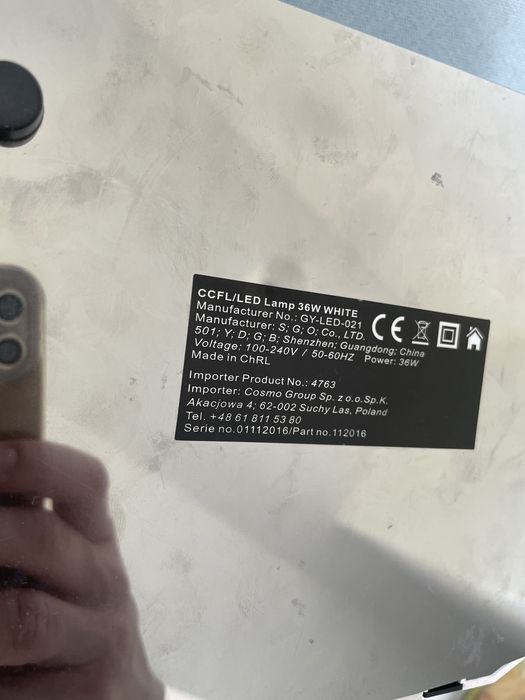 CCFL/LED Lamp 36W WHITE
Manufacturer No.: GY-LED-021
Manufacturer: S; G; O; Co., LTD.
501; Y; D; G; B; Shenzhen; Guangdong; China
Voltage: 100-240V / 50-60HZ Power: 36W
Made in ChRL
Importer Product No.: 4763
Importer: Cosmo Group Sp. z o.o.Sp.K.
Akacjowa 4; 62-002 Suchy Las, Poland
Tel. +48 61 811 53 80
Serie no.01112016/Part no.112016
CE